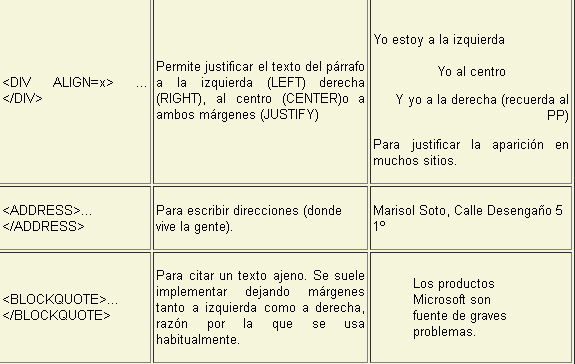 <DIV ALIGN=x> ...
</DIV>
Permite justificar el texto del párrafo
a la izquierda (LEFT) derecha
(RIGHT), al centro (CENTER)o a
ambos márgenes (JUSTIFY)
Yo estoy a la izquierda
Yo al centro
Y yo a la derecha (recuerda al
PP)
Para justificar la aparición en
muchos sitios.
<ADDRESS>...
</ADDRESS>
Para escribir direcciones (donde
vive la gente).
Marisol Soto, Calle Desengaño 5
1º
<BLOCKQUOTE>...
</BLOCKQUOTE>
Para citar un texto ajeno. Se suele
implementar dejando márgenes
tanto a izquierda como a derecha,
razón por la que se usa
habitualmente.
Los productos
Microsoft son
fuente de graves
problemas.